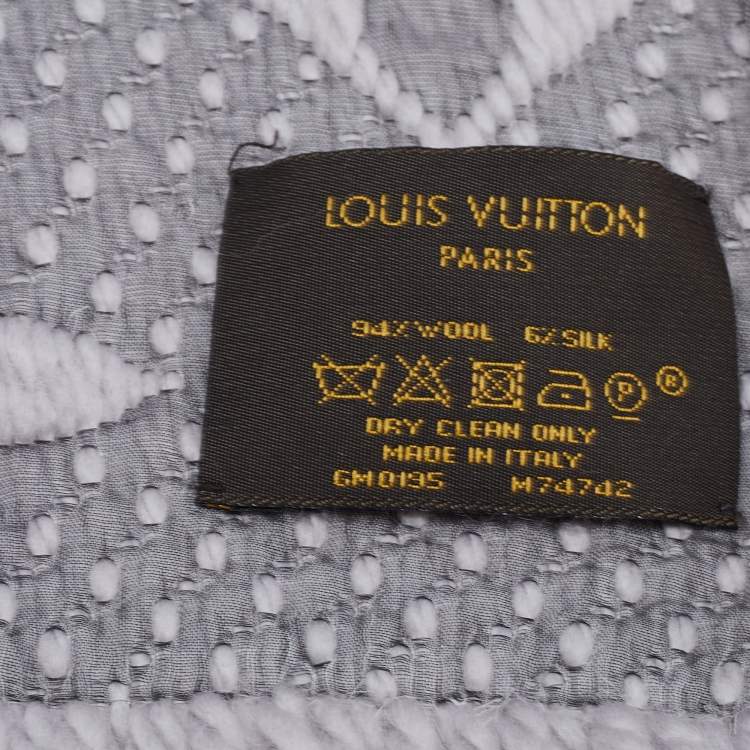 LOUIS VUITTON
PARIS
94% WOOL 6% SILK
P ®
DRY CLEAN ONLY
MADE IN ITALY
GM0195 M74742